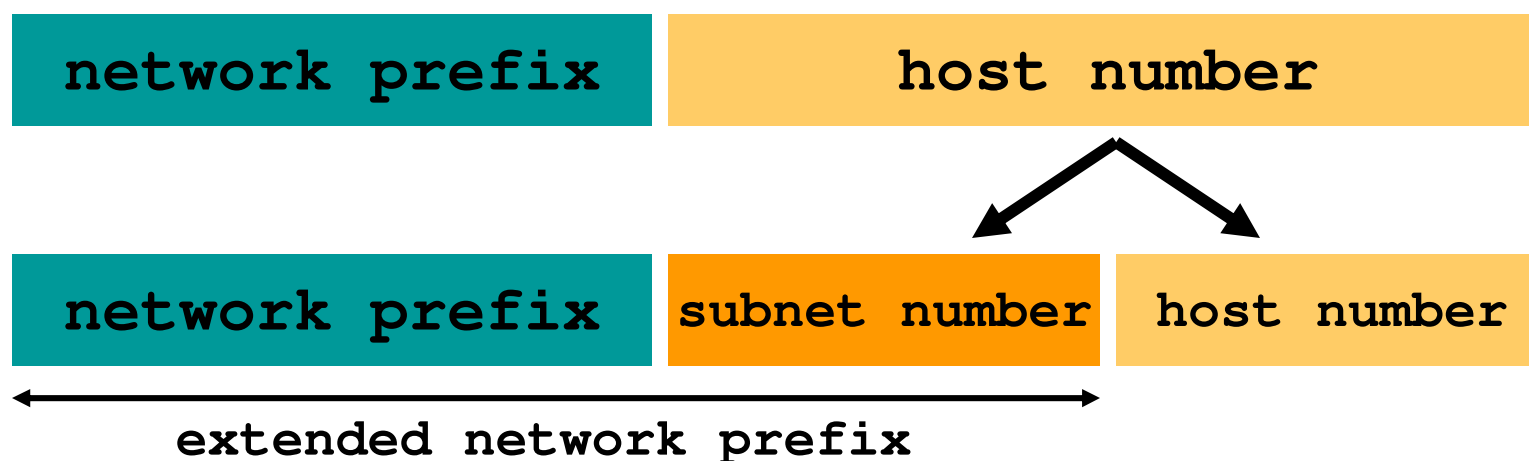 network prefix host number
network prefix subnet number host number
extended network prefix